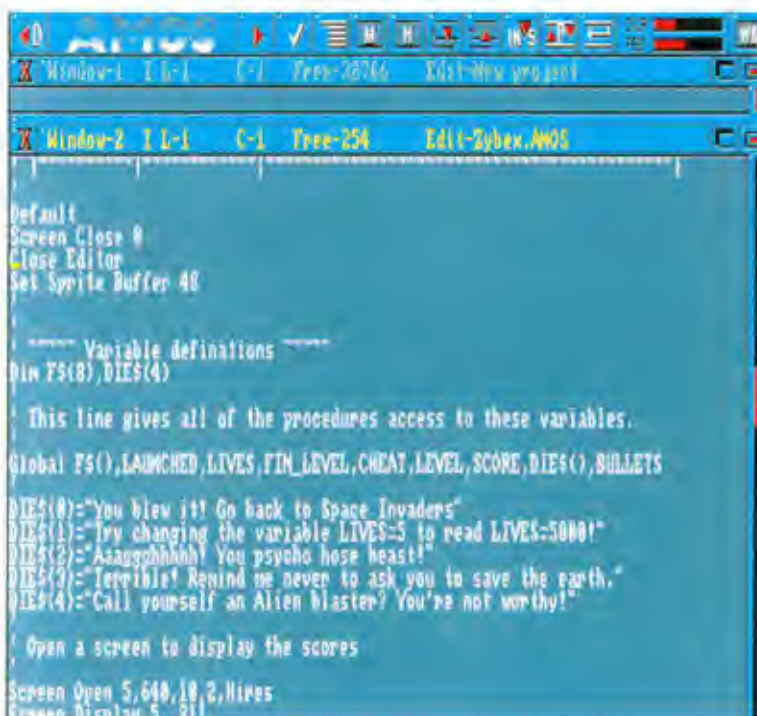 AMOS
Window-1 I L-1 C-1 Free-32766 Edit-New project
Window-2 I L-1 C-1 Free-254 Edit-Zybex.AMOS
Default
Screen Close 0
Close Editor
Set Sprite Buffer 48
' ~~~~~ Variable definations ~~~~~
Dim F$(8),DIE$(4)
' This line gives all of the procedures access to these variables.
Global F$(),LAUNCHED,LIVES,FIN_LEVEL,CHEAT,LEVEL,SCORE,DIE$(),BULLETS
DIE$(0)="You blew it! Go back to Space Invaders"
DIE$(1)="Try changing the variable LIVES=5 to read LIVES=5000!"
DIE$(2)="Aaaggghhhhh! You psycho hose beast!"
DIE$(3)="Terrible! Remind me never to ask you to save the earth."
DIE$(4)="Call yourself an Alien blaster? You're not worthy!"
' Open a screen to display the scores
Screen Open 5,640,10,2,Hires
Screen Display 5